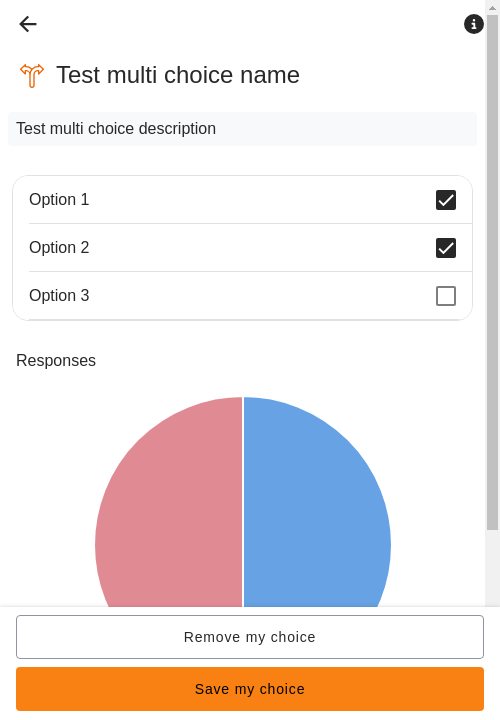 Test multi choice name
Test multi choice description
Option 1
Option 2
Option 3
Responses
Remove my choice
Save my choice